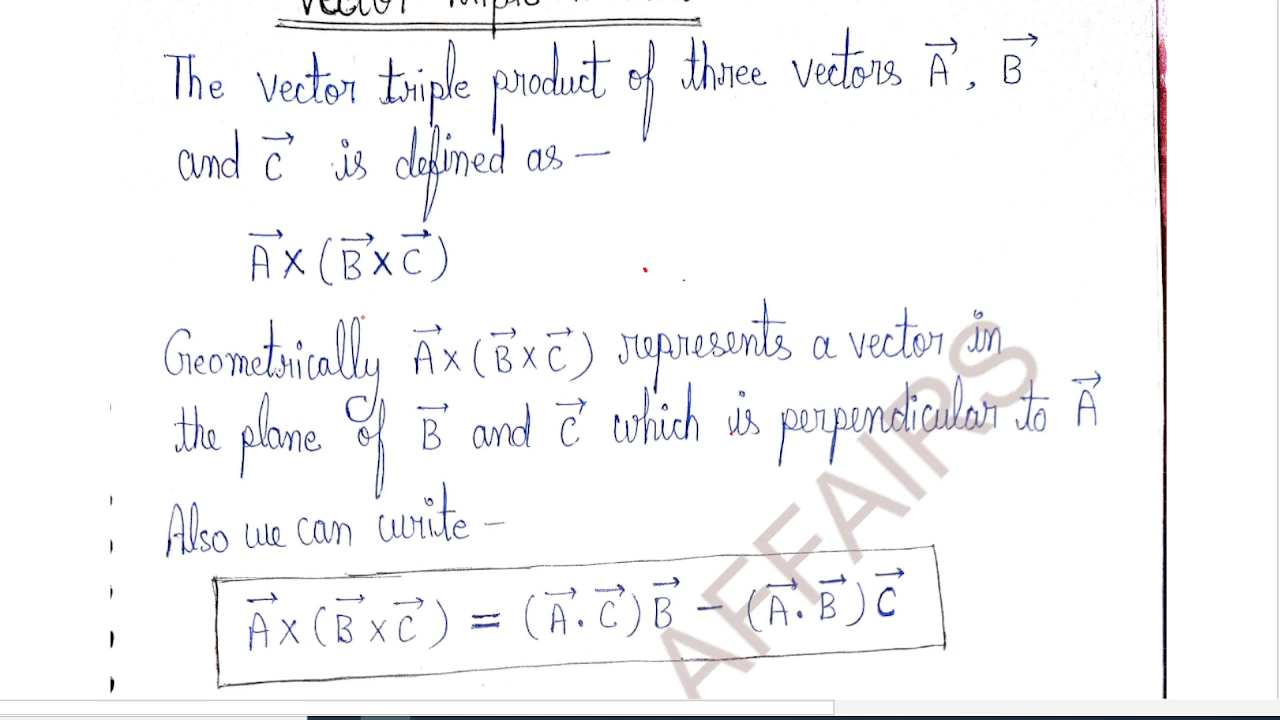 The vector triple product of three vectors A⃗, B⃗
and C⃗ is defined as —
A⃗ × (B⃗ × C⃗)
Geometrically A⃗ × (B⃗ × C⃗) represents a vector in
the plane of B⃗ and C⃗ which is perpendicular to A⃗
Also we can write –
A⃗ × (B⃗ × C⃗) = (A⃗ . C⃗) B⃗ – (A⃗ . B⃗) C⃗
AFFAIRS